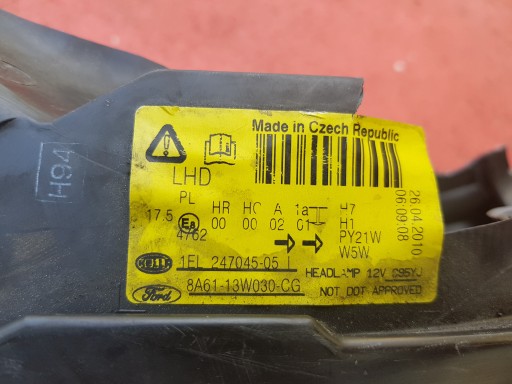 Made in Czech Republic
LHD
PL HR HC A 1a H7
17.5 E8 00 00 02 01 H1
4762 PY21W
W5W
26.04.2010
06:09:08
HELLA 1EL 247045-05 L
HEADLAMP 12V
Ford 8A61-13W030-CG
NOT DOT APPROVED
H94